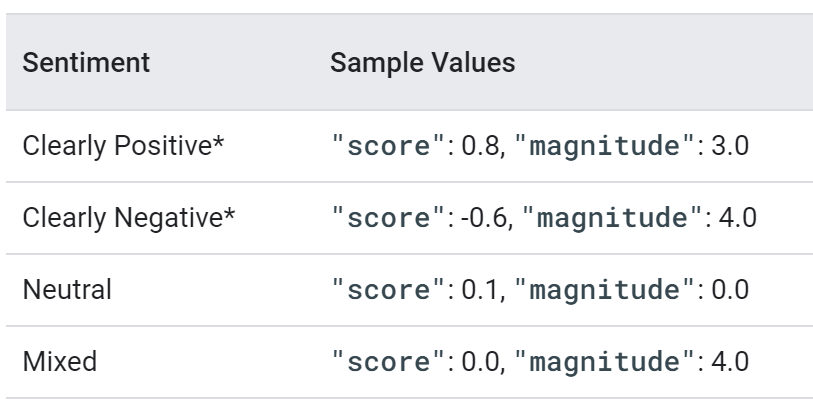 Sentiment Sample Values
Clearly Positive* "score": 0.8, "magnitude": 3.0
Clearly Negative* "score": -0.6, "magnitude": 4.0
Neutral "score": 0.1, "magnitude": 0.0
Mixed "score": 0.0, "magnitude": 4.0